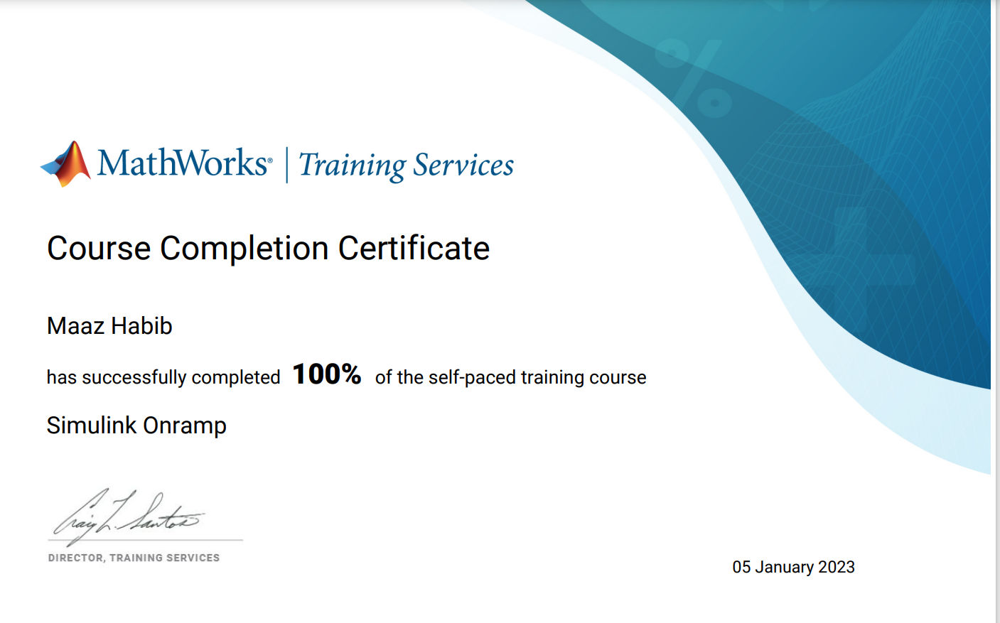 MathWorks® | Training Services
Course Completion Certificate
Maaz Habib
has successfully completed 100% of the self-paced training course
Simulink Onramp
Craig L. Santos
DIRECTOR, TRAINING SERVICES
05 January 2023